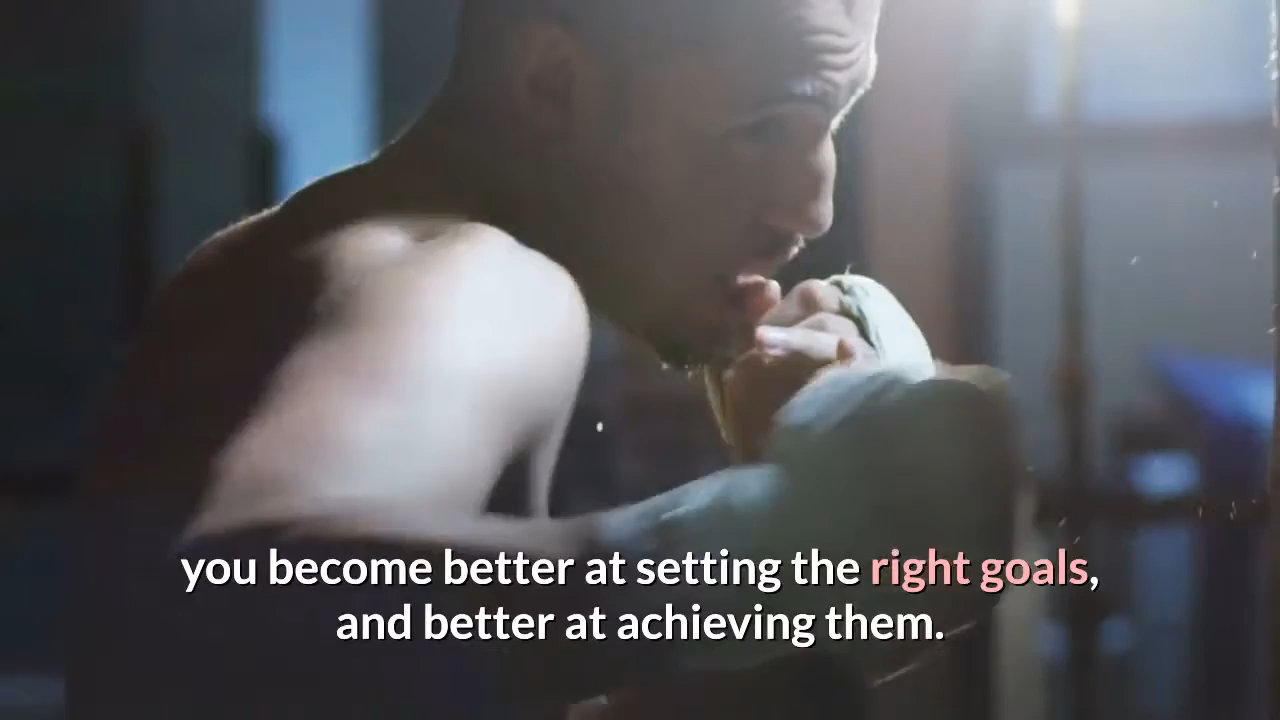 you become better at setting the right goals,
and better at achieving them.